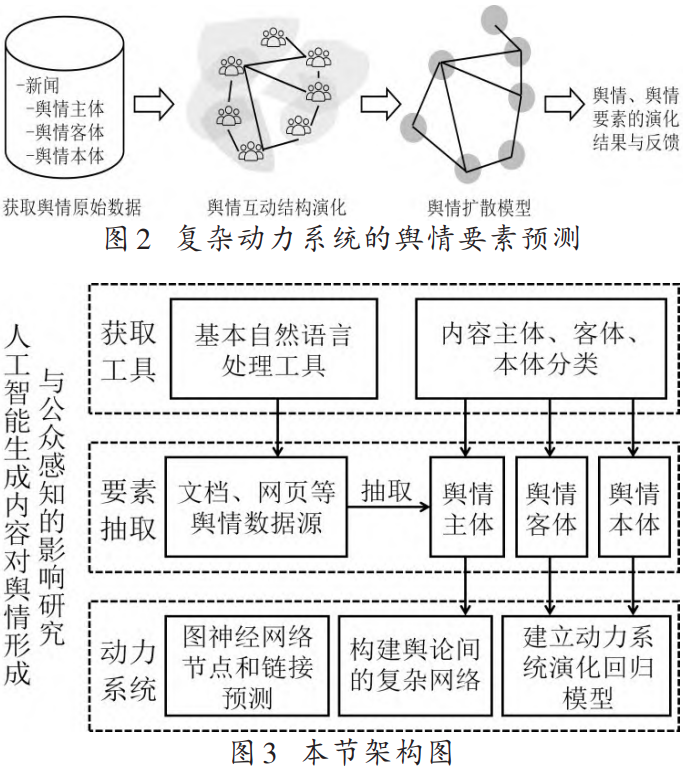 -新闻
-舆情主体
-舆情客体
-舆情本体
舆情、舆情
要素的演化
结果与反馈
获取舆情原始数据
舆情互动结构演化
舆情扩散模型
图2 复杂动力系统的舆情要素预测
人工智能生成内容对舆情形成
与公众感知的影响研究
获取
工具
基本自然语言
处理工具
内容主体、客体、
本体分类
要素
抽取
文档、网页等
舆情数据源
抽取
舆情
主体
舆情
客体
舆情
本体
动力
系统
图神经网络
节点和链接
预测
构建舆论间
的复杂网络
建立动力系
统演化回归
模型
图3 本节架构图